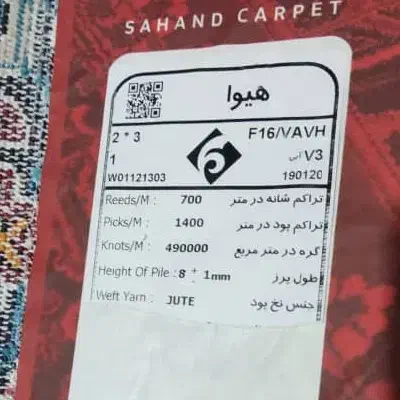 SAHAND CARPET
هیوا
2 * 3 F16/VAVH
1 آبی V3
W01121303 190120
Reeds/M : 700 تراکم شانه در متر
Picks/M : 1400 تراکم پود در متر
Knots/M² : 490000 گره در متر مربع
Height Of Pile : 8 ± 1mm طول پرز
Weft Yarn : JUTE جنس نخ پود